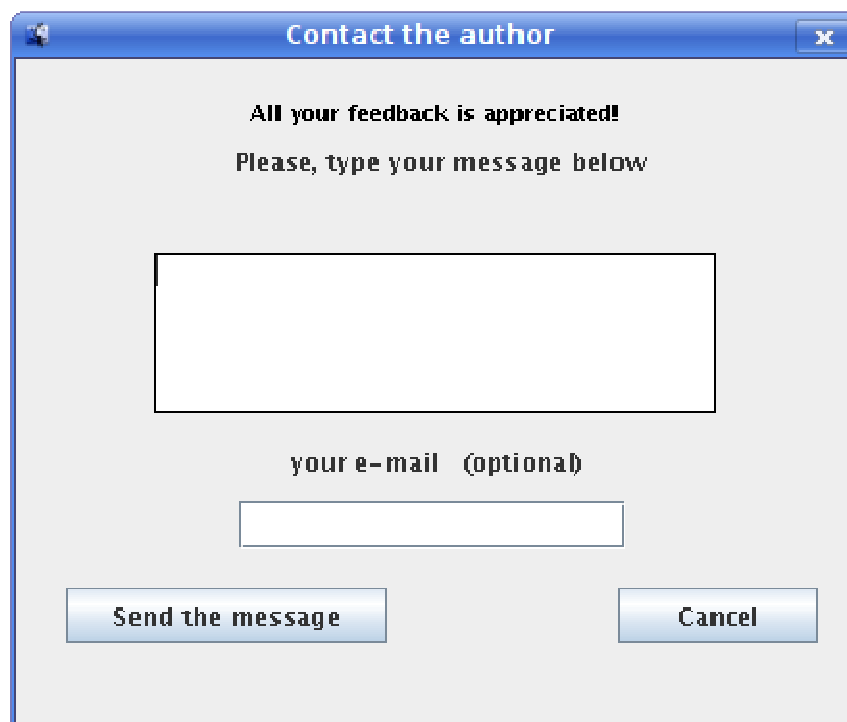 Contact the author
All your feedback is appreciated!
Please, type your message below
your e-mail (optional)
Send the message Cancel